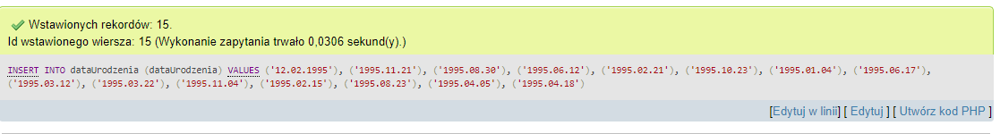 Wstawionych rekordów: 15.
Id wstawionego wiersza: 15 (Wykonanie zapytania trwało 0,0306 sekund(y).)
INSERT INTO dataUrodzenia (dataUrodzenia) VALUES ('12.02.1995'), ('1995.11.21'), ('1995.08.30'), ('1995.06.12'), ('1995.02.21'), ('1995.10.23'), ('1995.01.04'), ('1995.06.17'),
('1995.03.12'), ('1995.03.22'), ('1995.11.04'), ('1995.02.15'), ('1995.08.23'), ('1995.04.05'), ('1995.04.18')
[Edytuj w linii] [ Edytuj ] [ Utwórz kod PHP ]